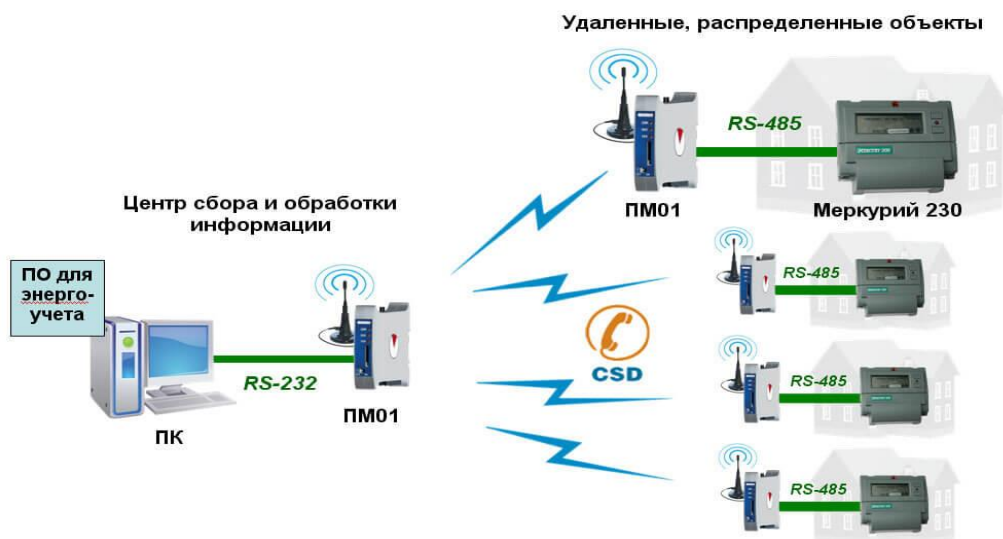 Удаленные, распределенные объекты
RS-485
ПМ01
Меркурий 230
Центр сбора и обработки
информации
ПО для
энерго-
учета
RS-232
ПК
ПМ01
CSD
RS-485
RS-485
RS-485